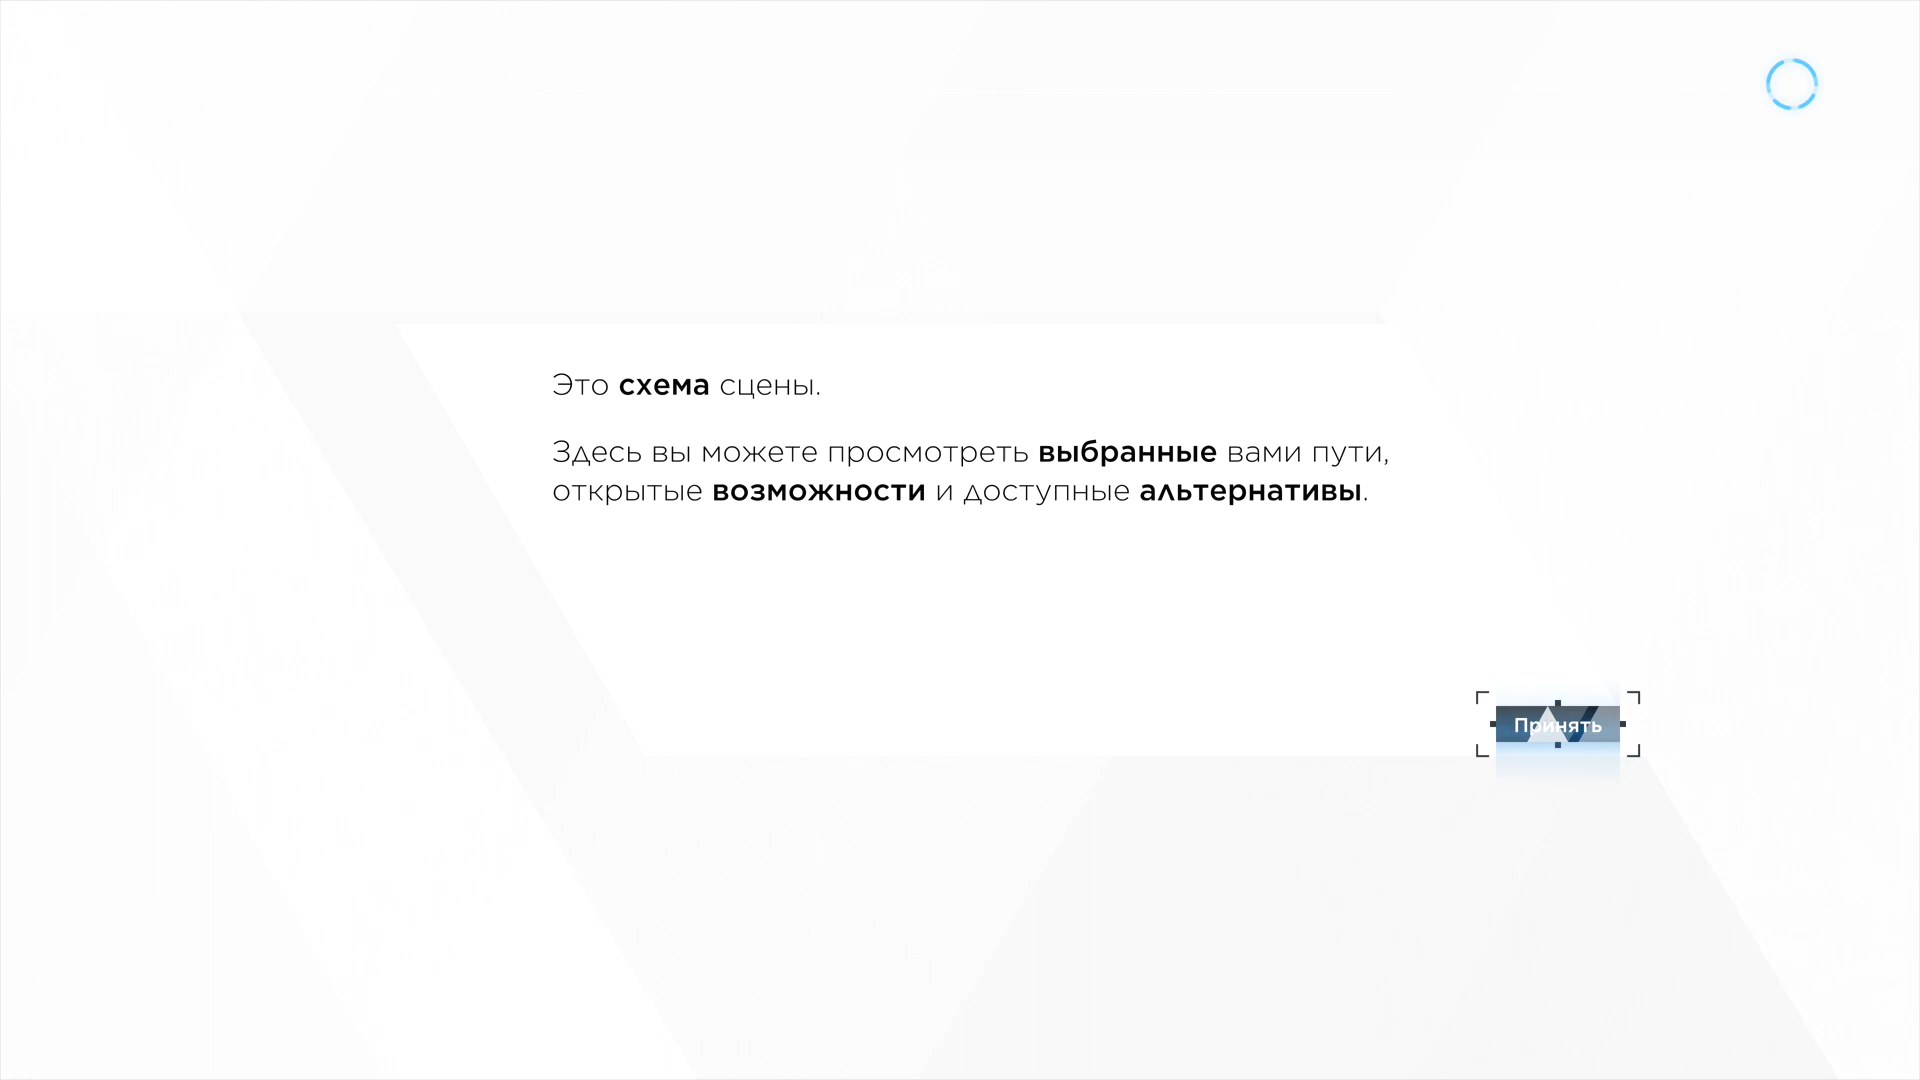 Это схема сцены.
Здесь вы можете просмотреть выбранные вами пути,
открытые возможности и доступные альтернативы.
Принять